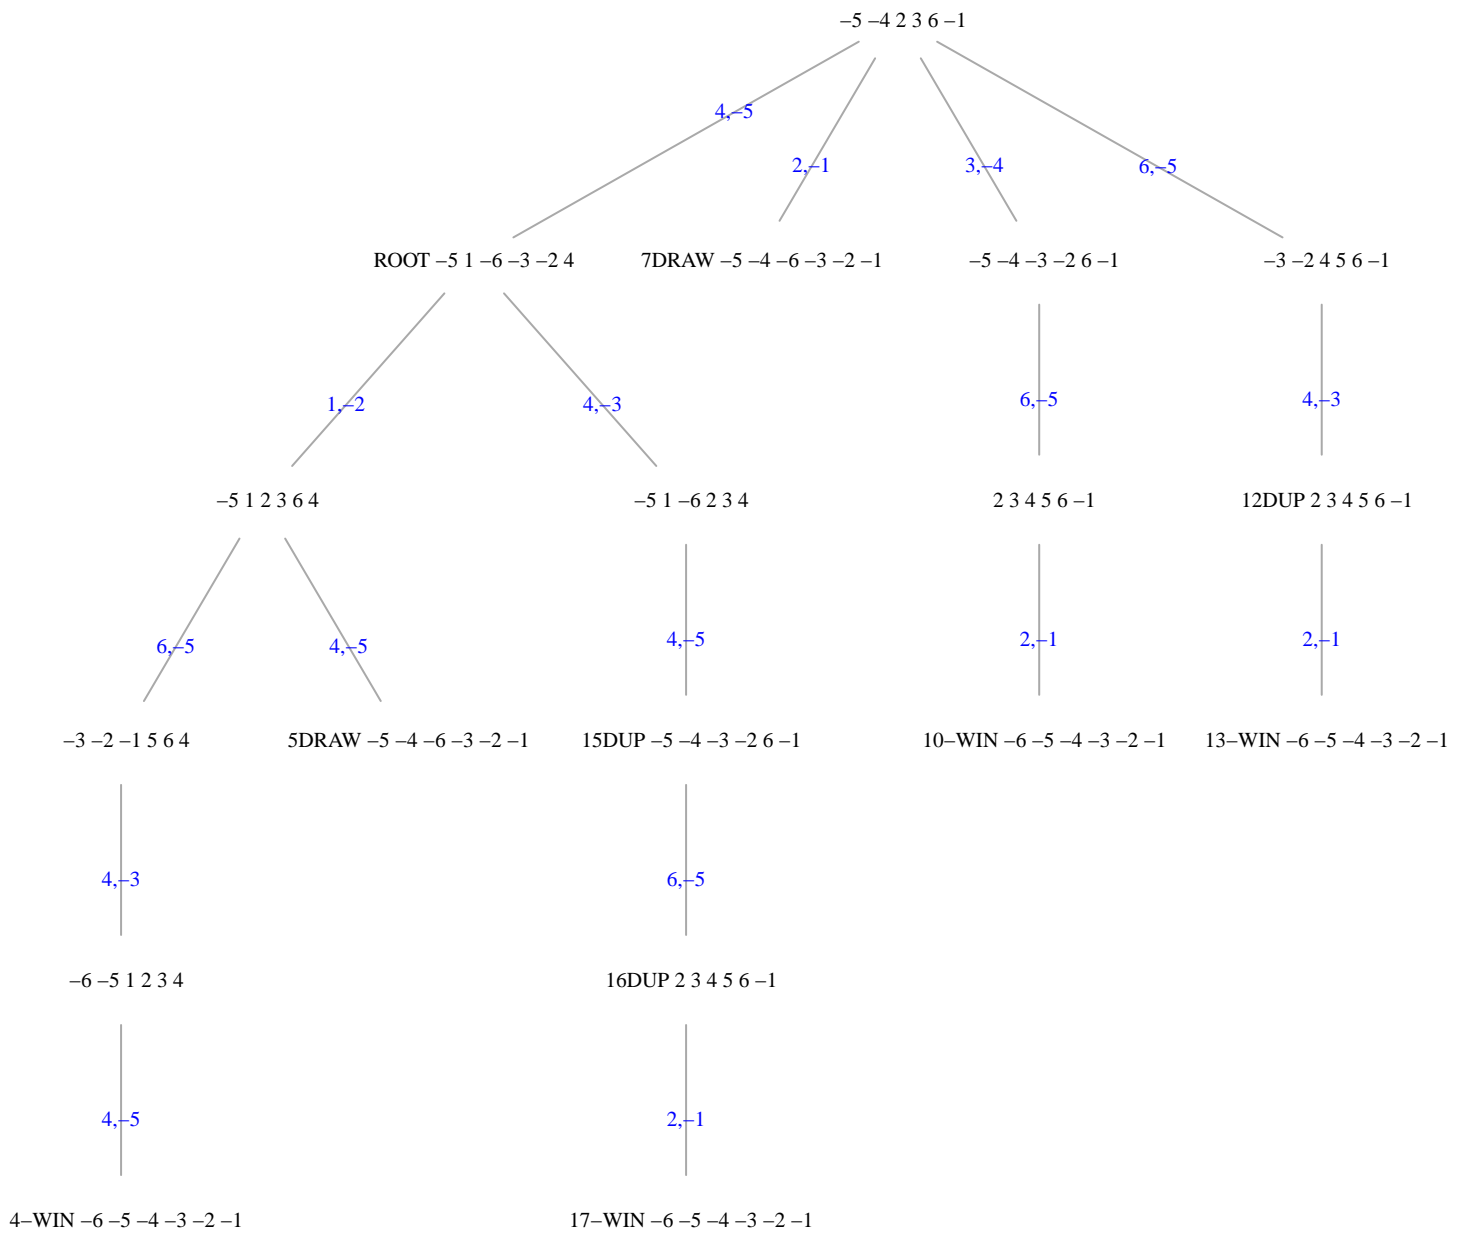 –5 –4 2 3 6 –1
4,–5
2,–1
3,–4
6,–5
ROOT –5 1 –6 –3 –2 4
7DRAW –5 –4 –6 –3 –2 –1
–5 –4 –3 –2 6 –1
–3 –2 4 5 6 –1
1,–2
4,–3
6,–5
4,–3
–5 1 2 3 6 4
–5 1 –6 2 3 4
2 3 4 5 6 –1
12DUP 2 3 4 5 6 –1
6,–5
4,–5
4,–5
2,–1
2,–1
–3 –2 –1 5 6 4
5DRAW –5 –4 –6 –3 –2 –1
15DUP –5 –4 –3 –2 6 –1
10–WIN –6 –5 –4 –3 –2 –1
13–WIN –6 –5 –4 –3 –2 –1
4,–3
6,–5
–6 –5 1 2 3 4
16DUP 2 3 4 5 6 –1
4,–5
2,–1
4–WIN –6 –5 –4 –3 –2 –1
17–WIN –6 –5 –4 –3 –2 –1